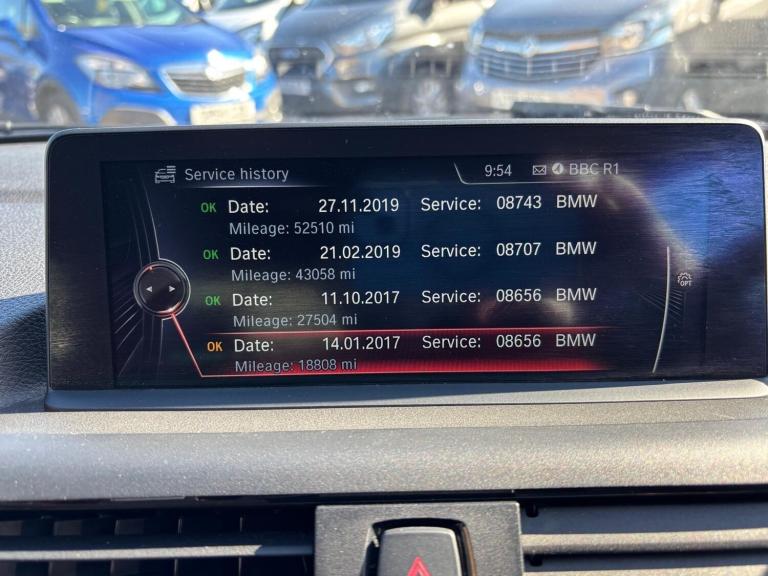 Service history 9:54 BBC R1
OK Date: 27.11.2019 Service: 08743 BMW
Mileage: 52510 mi
OK Date: 21.02.2019 Service: 08707 BMW
Mileage: 43058 mi
OK Date: 11.10.2017 Service: 08656 BMW
Mileage: 27504 mi
OPT
OK Date: 14.01.2017 Service: 08656 BMW
Mileage: 18808 mi